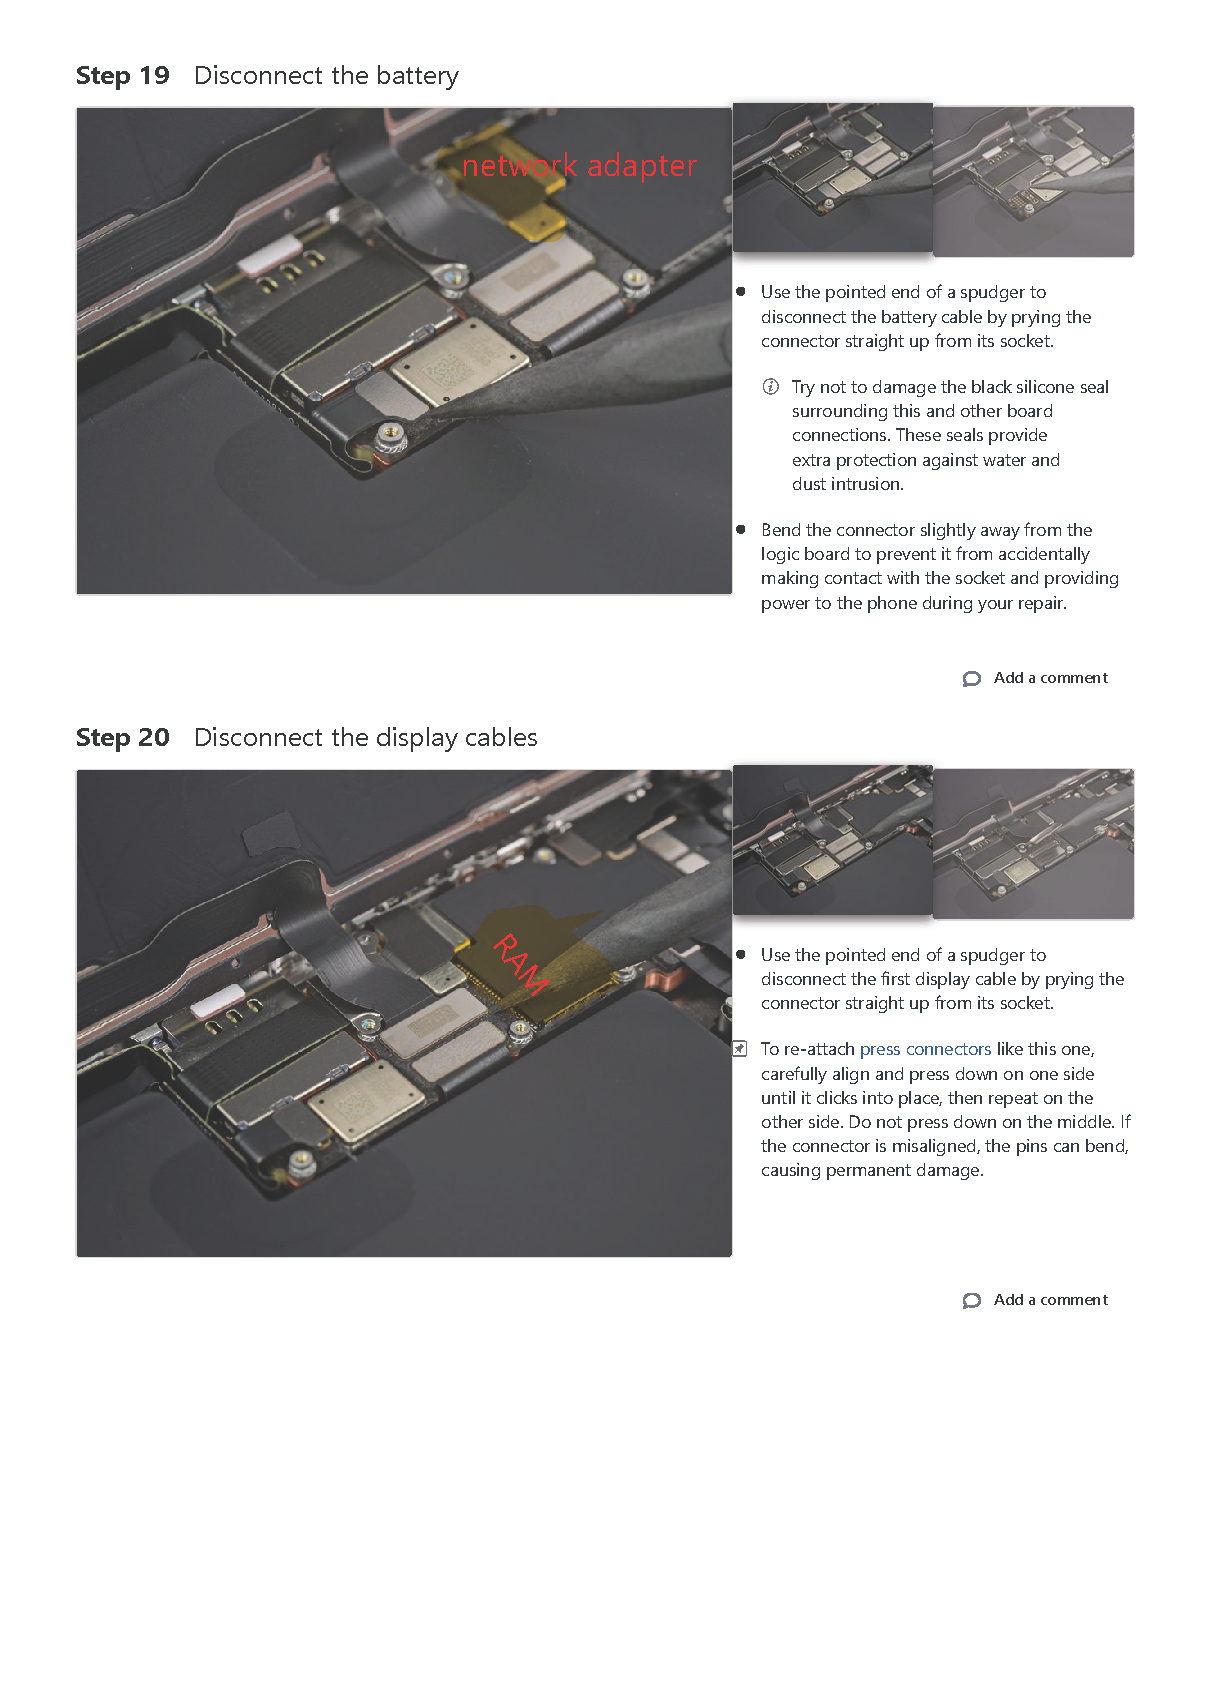 Step 19 Disconnect the battery
network adapter
Use the pointed end of a spudger to
disconnect the battery cable by prying the
connector straight up from its socket.
Try not to damage the black silicone seal
surrounding this and other board
connections. These seals provide
extra protection against water and
dust intrusion.
Bend the connector slightly away from the
logic board to prevent it from accidentally
making contact with the socket and providing
power to the phone during your repair.
Add a comment
Step 20 Disconnect the display cables
RAM
Use the pointed end of a spudger to
disconnect the first display cable by prying the
connector straight up from its socket.
To re-attach press connectors like this one,
carefully align and press down on one side
until it clicks into place, then repeat on the
other side. Do not press down on the middle. If
the connector is misaligned, the pins can bend,
causing permanent damage.
Add a comment